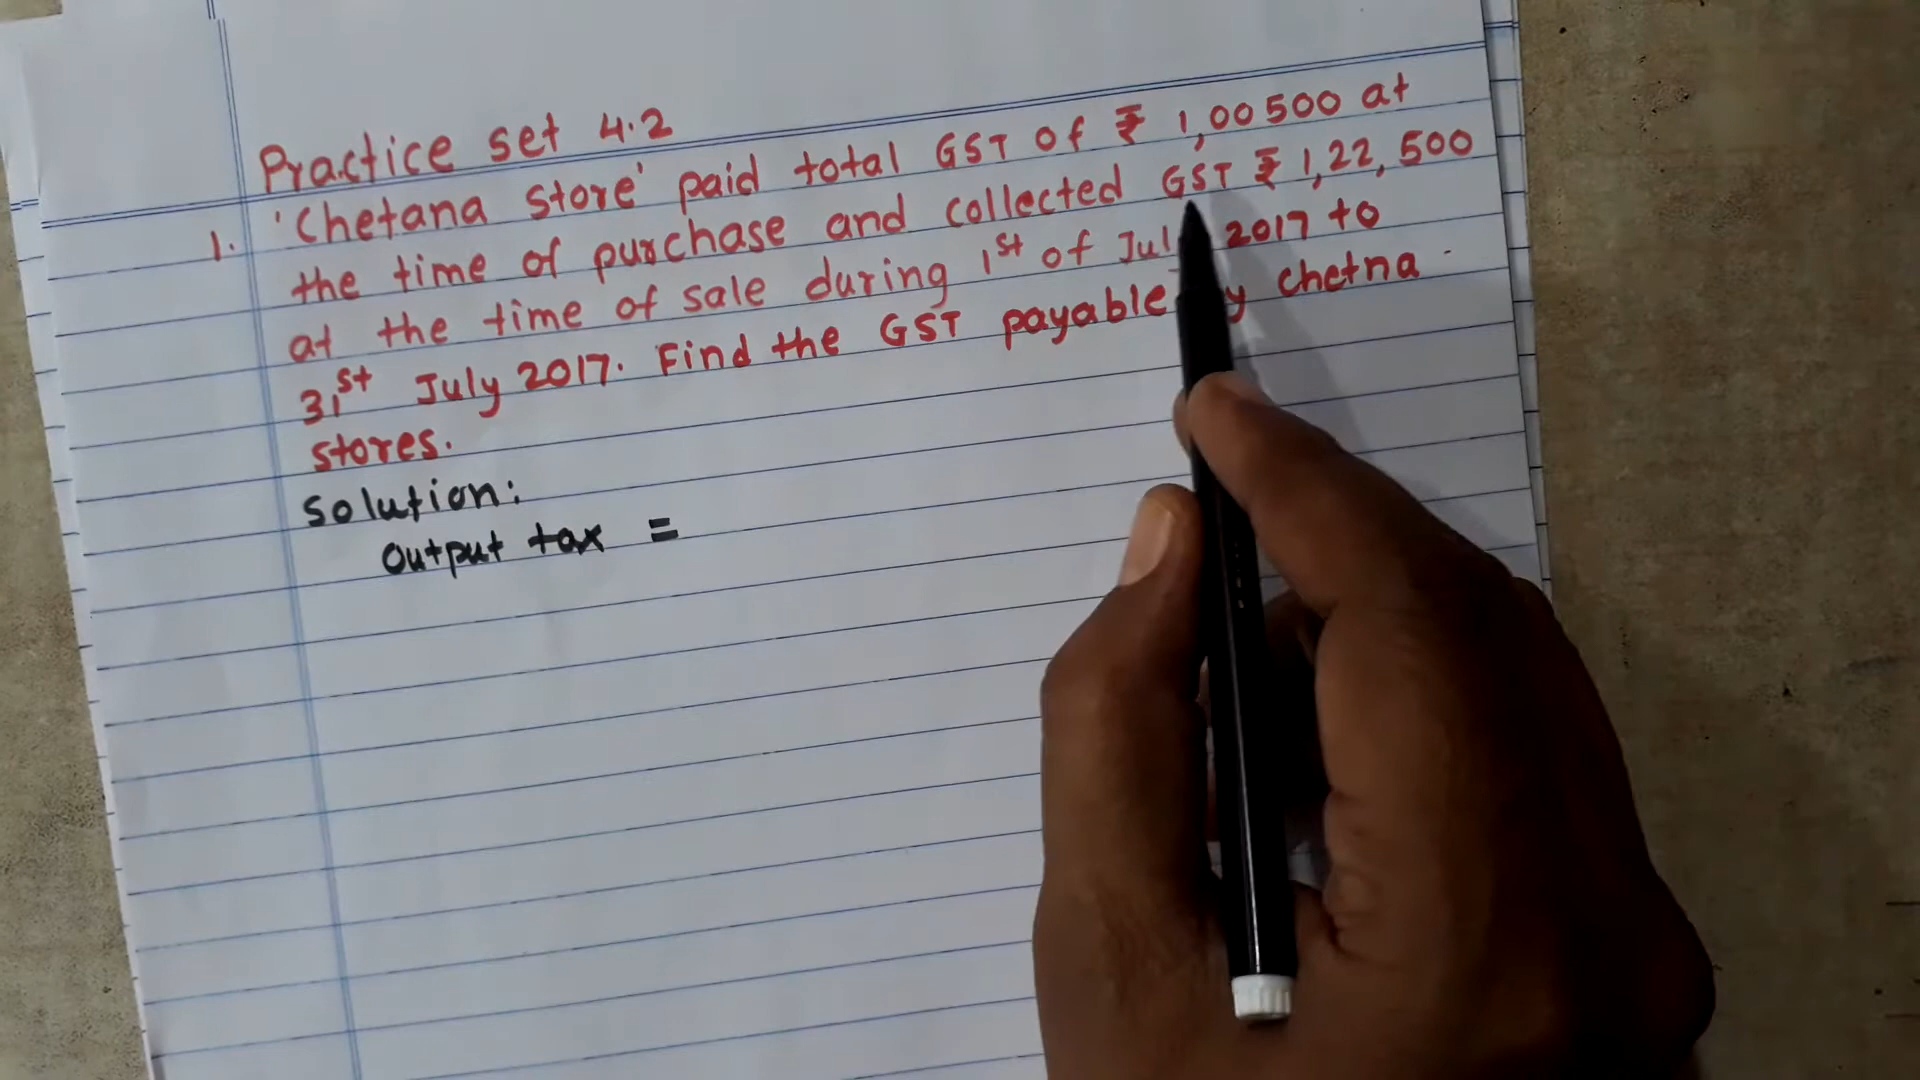 Practice set 4.2
1. 'Chetana store' paid total GST of ₹ 1,00500 at
the time of purchase and collected GST ₹ 1,22,500
at the time of sale during 1st of 2017 to
31st July 2017. Find the GST payable chetna
stores.
Solution:
output tax =